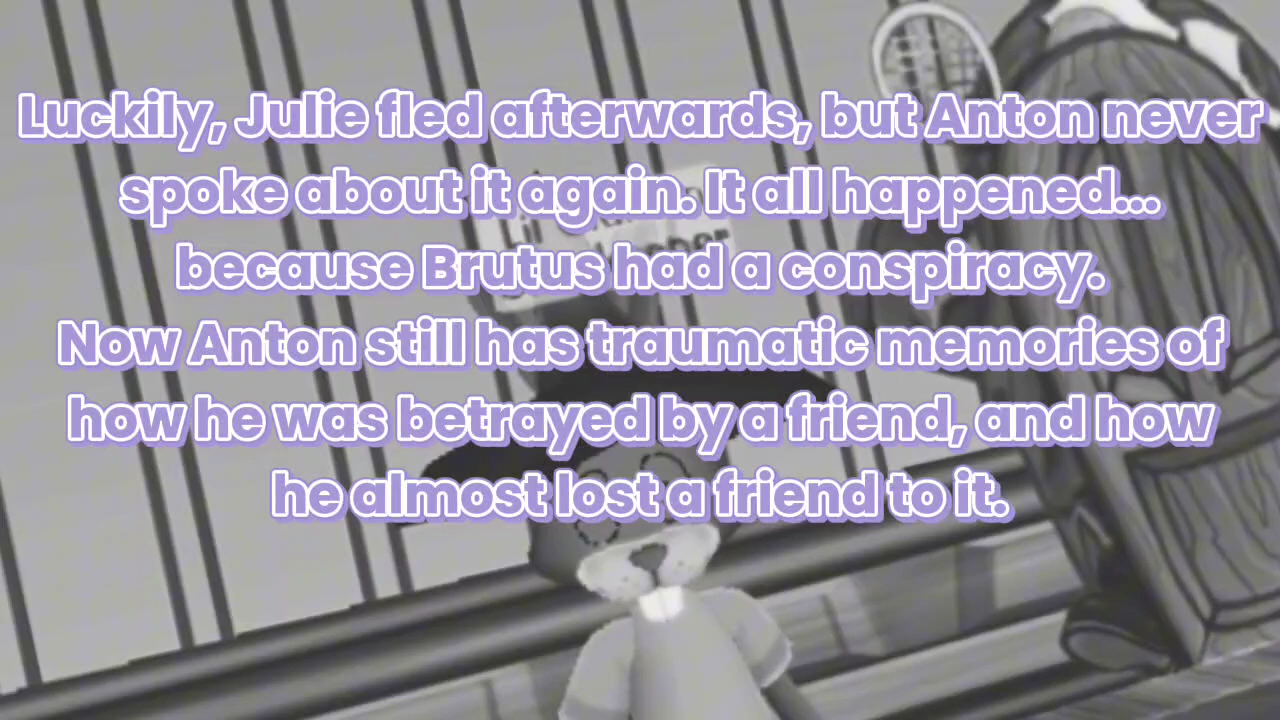 Luckily, Julie fled afterwards, but Anton never
spoke about it again. It all happened...
because Brutus had a conspiracy.
Now Anton still has traumatic memories of
how he was betrayed by a friend, and how
he almost lost a friend to it.